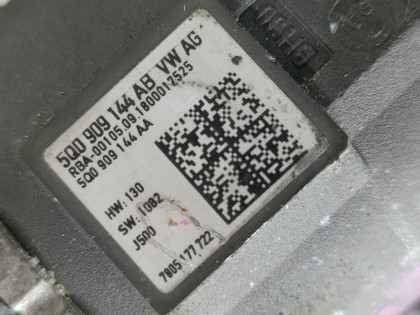 5Q0 909 144 AB VW AG
RBA-00105.09.1800017525
5Q0 909 144 AA
HW: 130
SW: 1082
J500
7805 177 722